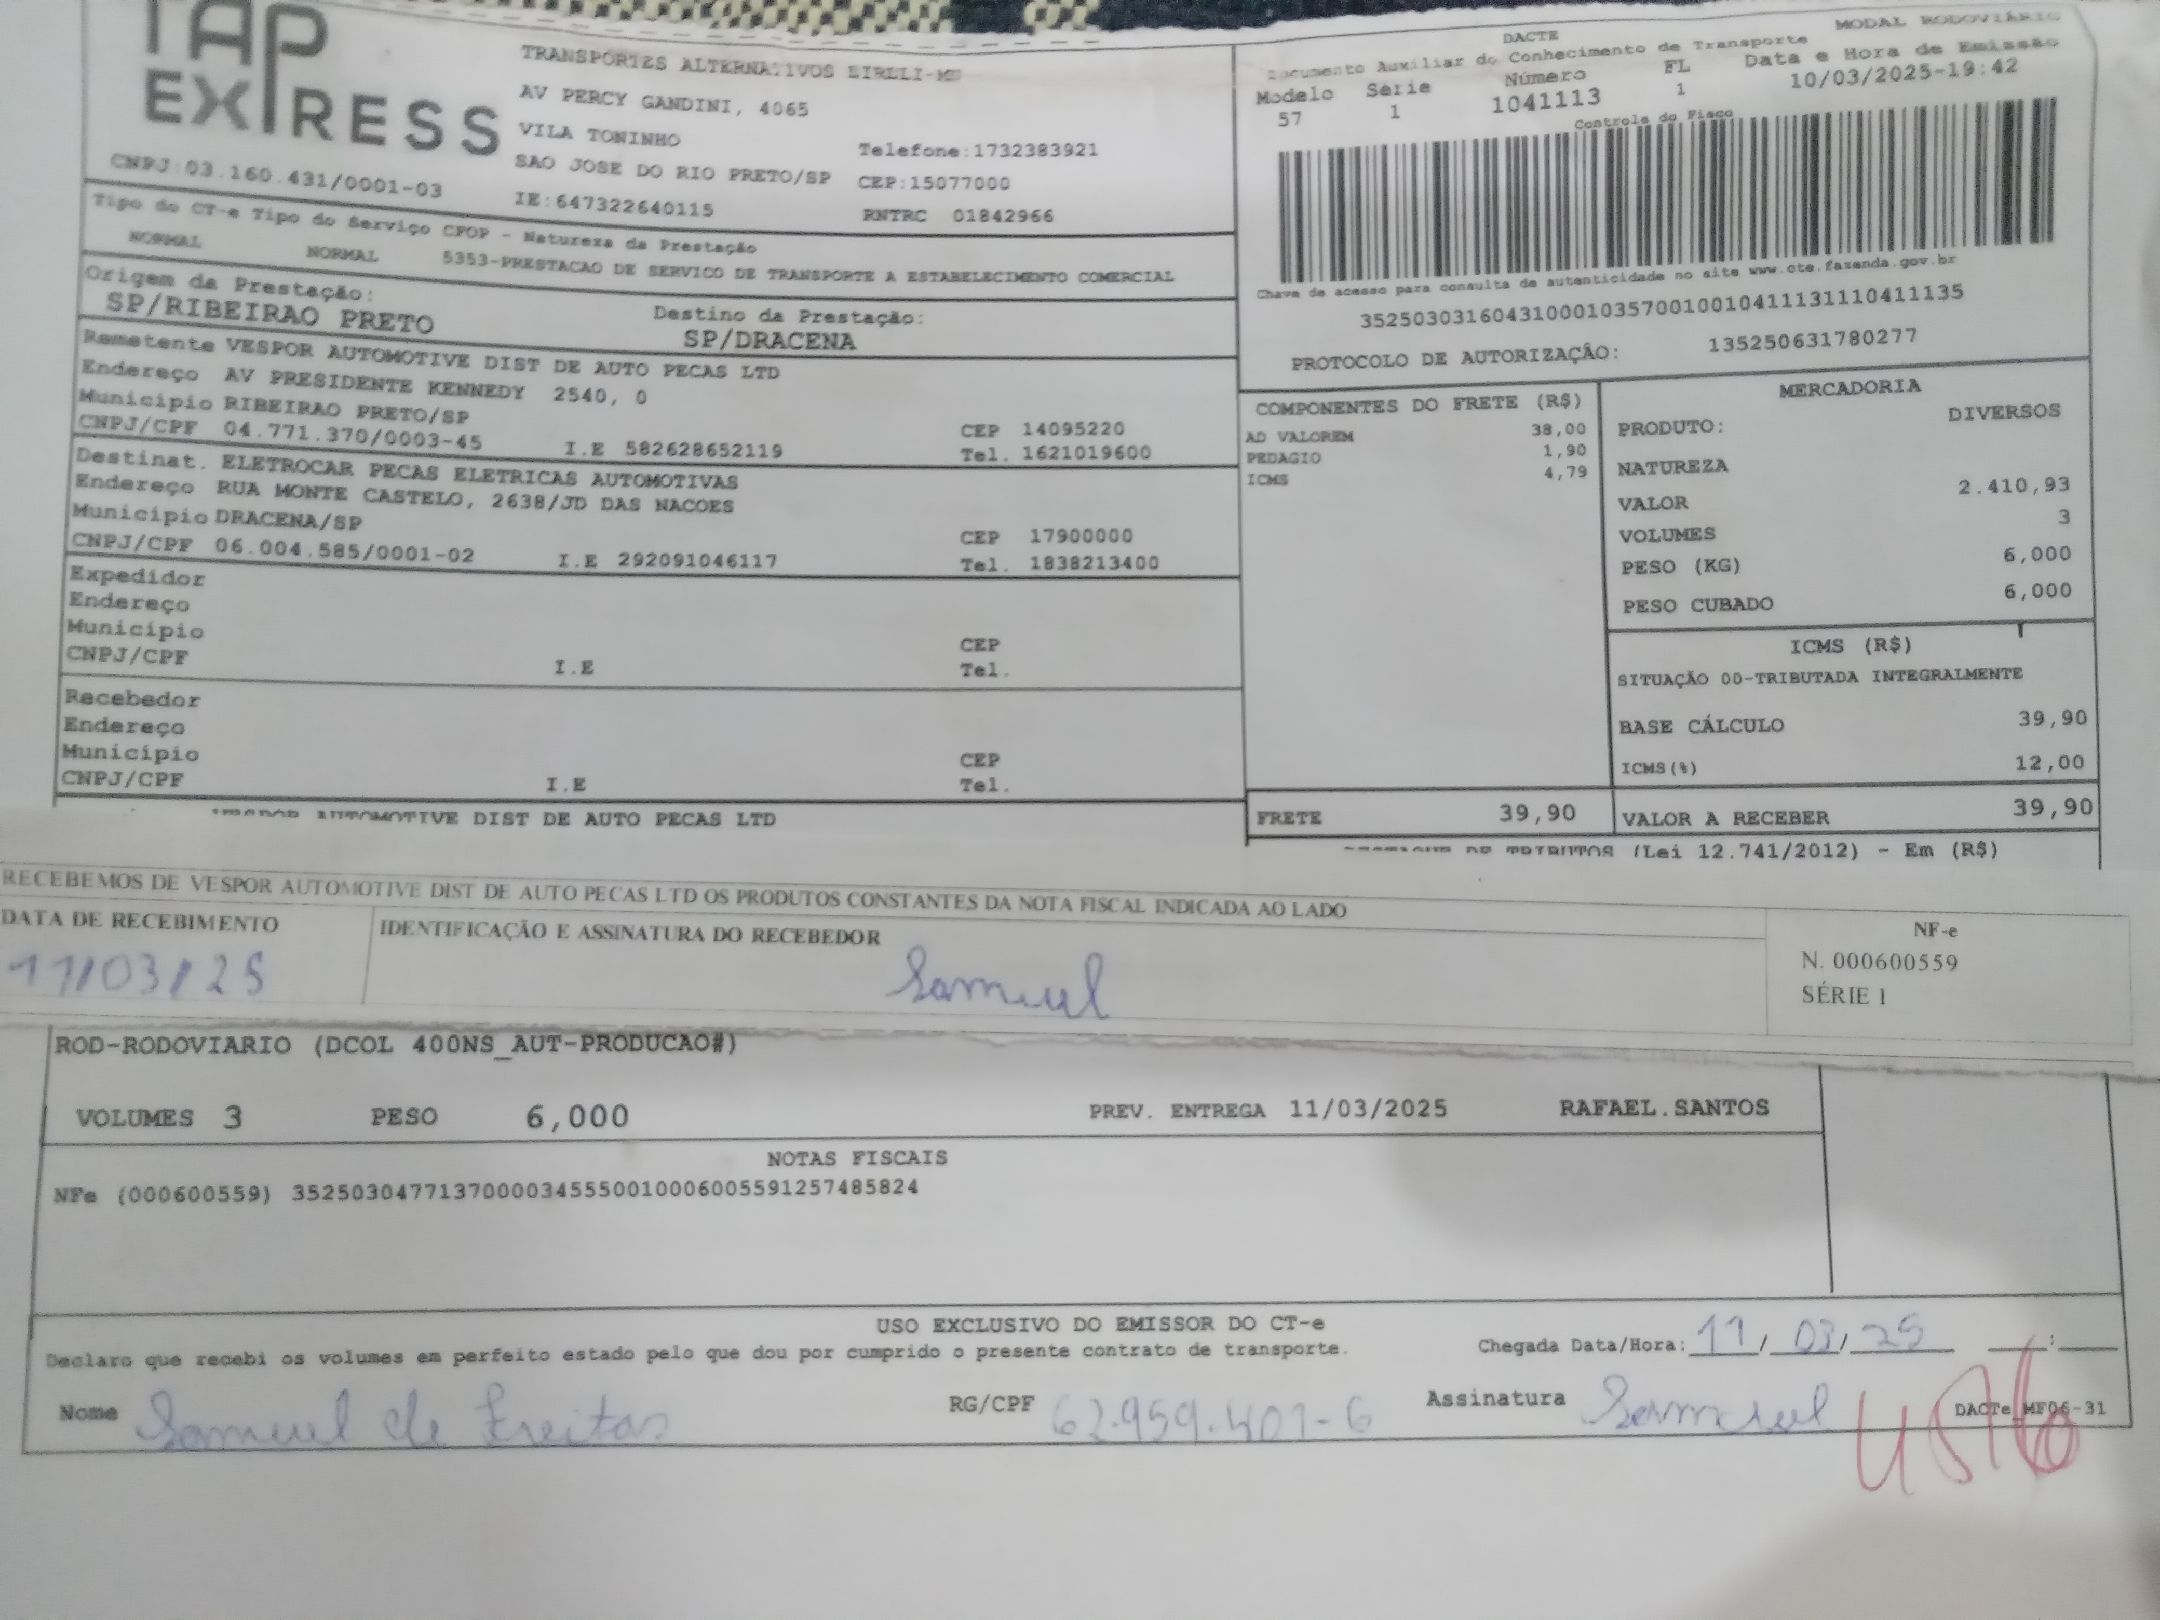 TAP
EXPRESS
CNPJ:03.160.431/0001-03
TRANSPORTES ALTERNATIVOS EIRELI-ME
AV PERCY GANDINI, 4065
VILA TONINHO
Telefone:1732383921
SAO JOSE DO RIO PRETO/SP CEP:15077000
IE:647322640115 RNTRC 01842966
DACTE MODAL RODOVIÁRIO
Documento Auxiliar do Conhecimento de Transporte
Modelo Série Número FL Data e Hora de Emissão
57 1 1041113 1 10/03/2025-19:42
Controle do Fisco
Chave de acesso para consulta de autenticidade no site www.cte.fazenda.gov.br
35250303160431000103570010010411131110411135
PROTOCOLO DE AUTORIZAÇÃO: 135250631780277
Tipo do CT-e Tipo do Serviço CFOP - Natureza da Prestação
NORMAL NORMAL 5353-PRESTACAO DE SERVICO DE TRANSPORTE A ESTABELECIMENTO COMERCIAL
Origem da Prestação: Destino da Prestação:
SP/RIBEIRAO PRETO SP/DRACENA
Remetente VESPOR AUTOMOTIVE DIST DE AUTO PECAS LTD
Endereço AV PRESIDENTE KENNEDY 2540, 0
Município RIBEIRAO PRETO/SP CEP 14095220
CNPJ/CPF 04.771.370/0003-45 I.E 582628652119 Tel. 1621019600
Destinat. ELETROCAR PECAS ELETRICAS AUTOMOTIVAS
Endereço RUA MONTE CASTELO, 2638/JD DAS NACOES
Município DRACENA/SP CEP 17900000
CNPJ/CPF 06.004.585/0001-02 I.E 292091046117 Tel. 1838213400
Expedidor
Endereço
Município CEP
CNPJ/CPF I.E Tel.
Recebedor
Endereço
Município CEP
CNPJ/CPF I.E Tel.
AUTOMOTIVE DIST DE AUTO PECAS LTD
COMPONENTES DO FRETE (R$)
AD VALOREM 38,00
PEDAGIO 1,90
ICMS 4,79
FRETE 39,90
MERCADORIA
PRODUTO: DIVERSOS
NATUREZA
VALOR 2.410,93
VOLUMES 3
PESO (KG) 6,000
PESO CUBADO 6,000
ICMS (R$)
SITUAÇÃO 00-TRIBUTADA INTEGRALMENTE
BASE CÁLCULO 39,90
ICMS(%) 12,00
VALOR A RECEBER 39,90
DE TRIBUTOS (Lei 12.741/2012) - Em (R$)
RECEBEMOS DE VESPOR AUTOMOTIVE DIST DE AUTO PECAS LTD OS PRODUTOS CONSTANTES DA NOTA FISCAL INDICADA AO LADO
DATA DE RECEBIMENTO IDENTIFICAÇÃO E ASSINATURA DO RECEBEDOR
11/03/25 Samuel
NF-e
N. 000600559
SÉRIE 1
ROD-RODOVIARIO (DCOL 400NS_AUT-PRODUCAO#)
VOLUMES 3 PESO 6,000 PREV. ENTREGA 11/03/2025 RAFAEL.SANTOS
NOTAS FISCAIS
NFe (000600559) 35250304771370000345550010006005591257485824
USO EXCLUSIVO DO EMISSOR DO CT-e
Declaro que recebi os volumes em perfeito estado pelo que dou por cumprido o presente contrato de transporte.
Chegada Data/Hora: 11/03/25 :
Nome Samuel de Freitas RG/CPF 62.959.401-6 Assinatura Samuel
DACTe MF06-31